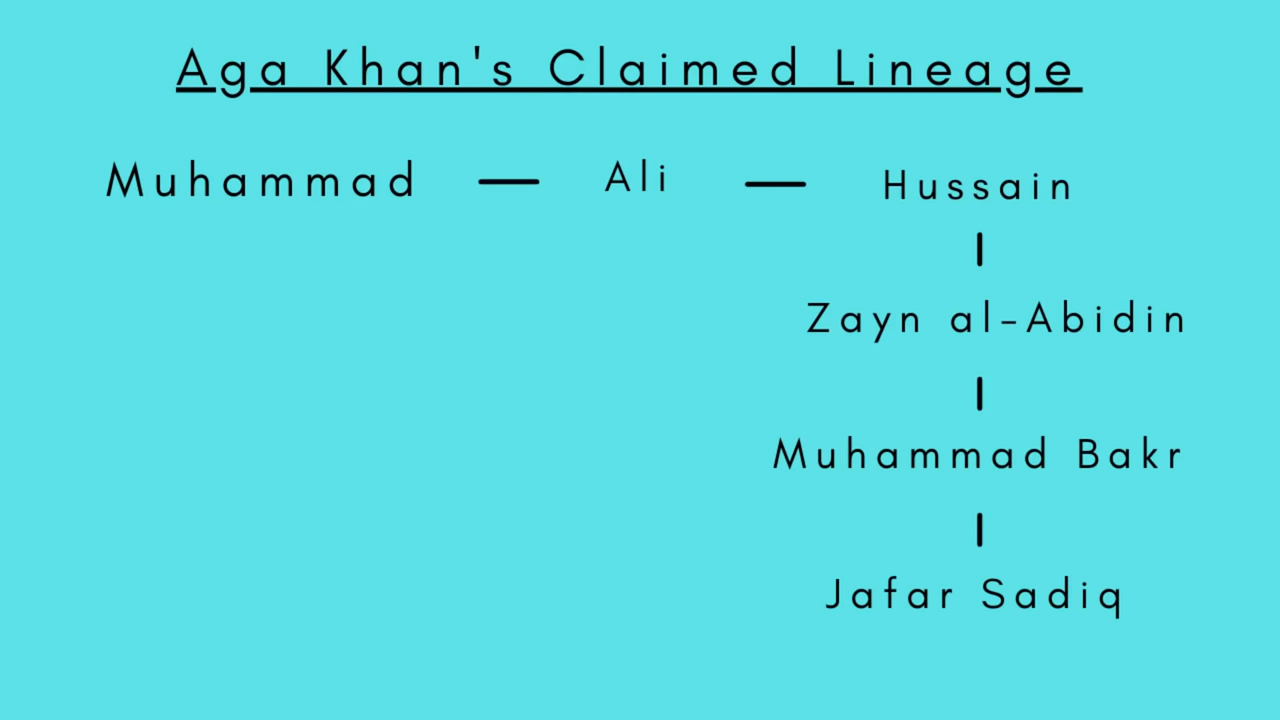 Aga Khan's Claimed Lineage
Muhammad — Ali — Hussain
Zayn al-Abidin
Muhammad Bakr
Jafar Sadiq